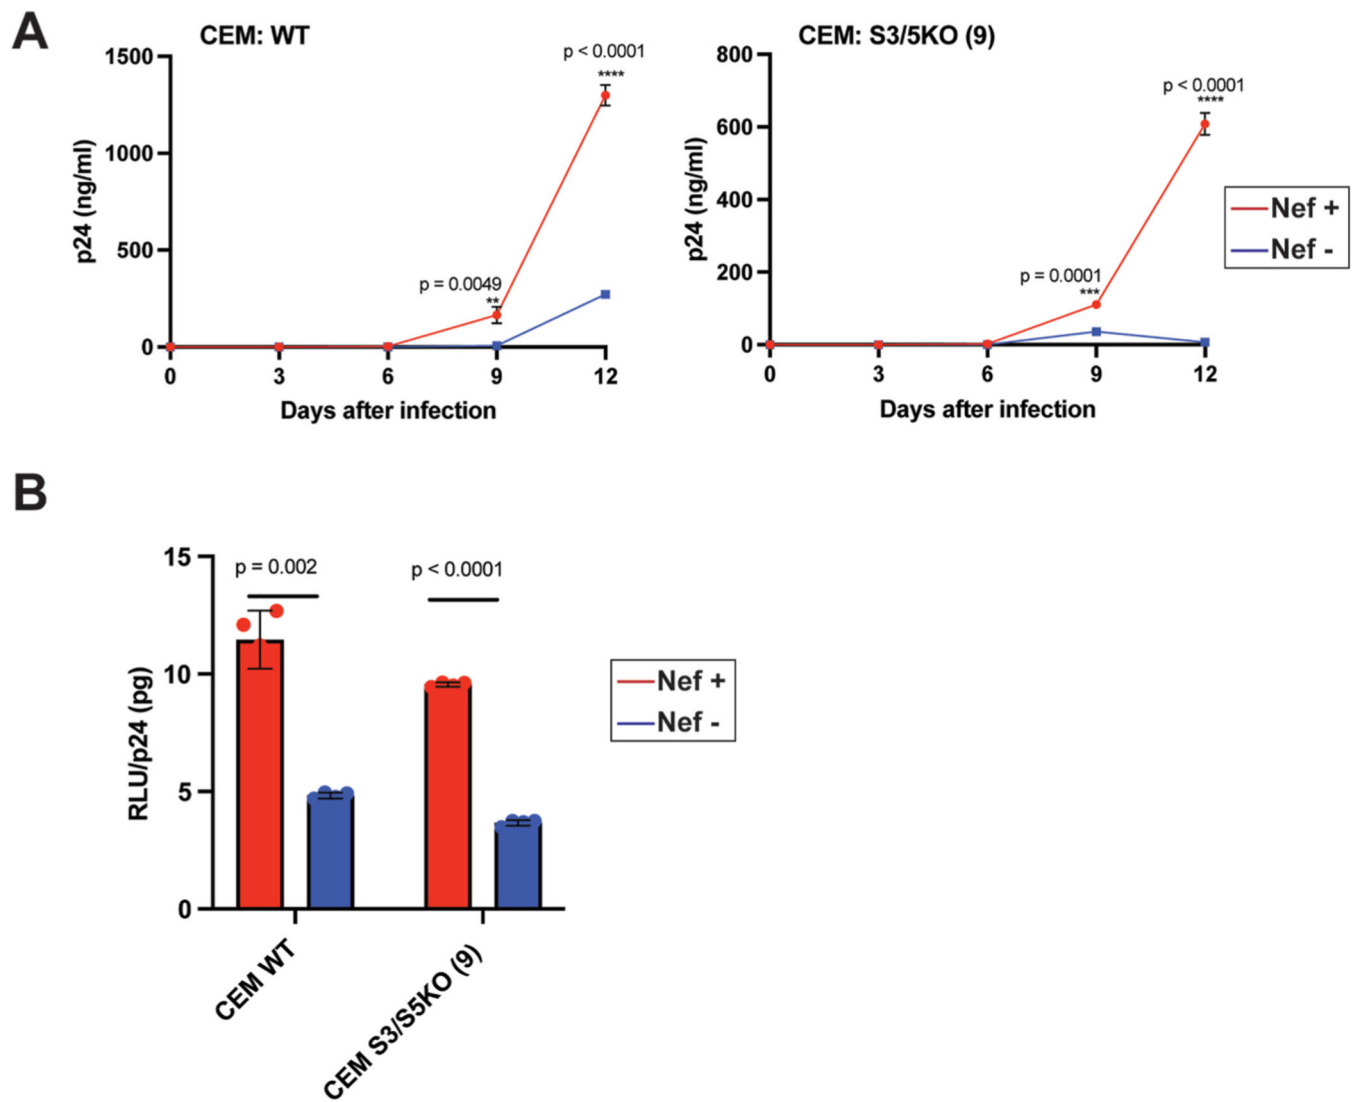 A
CEM: WT
p < 0.0001
****
1500
1000
500
0
p24 (ng/ml)
p = 0.0049
**
0 3 6 9 12
Days after infection
CEM: S3/5KO (9)
p < 0.0001
****
800
600
400
200
0
p24 (ng/ml)
p = 0.0001
***
0 3 6 9 12
Days after infection
Nef +
Nef -
B
15
10
5
0
RLU/p24 (pg)
p = 0.002
p < 0.0001
CEM WT
CEM S3/S5KO (9)
Nef +
Nef -